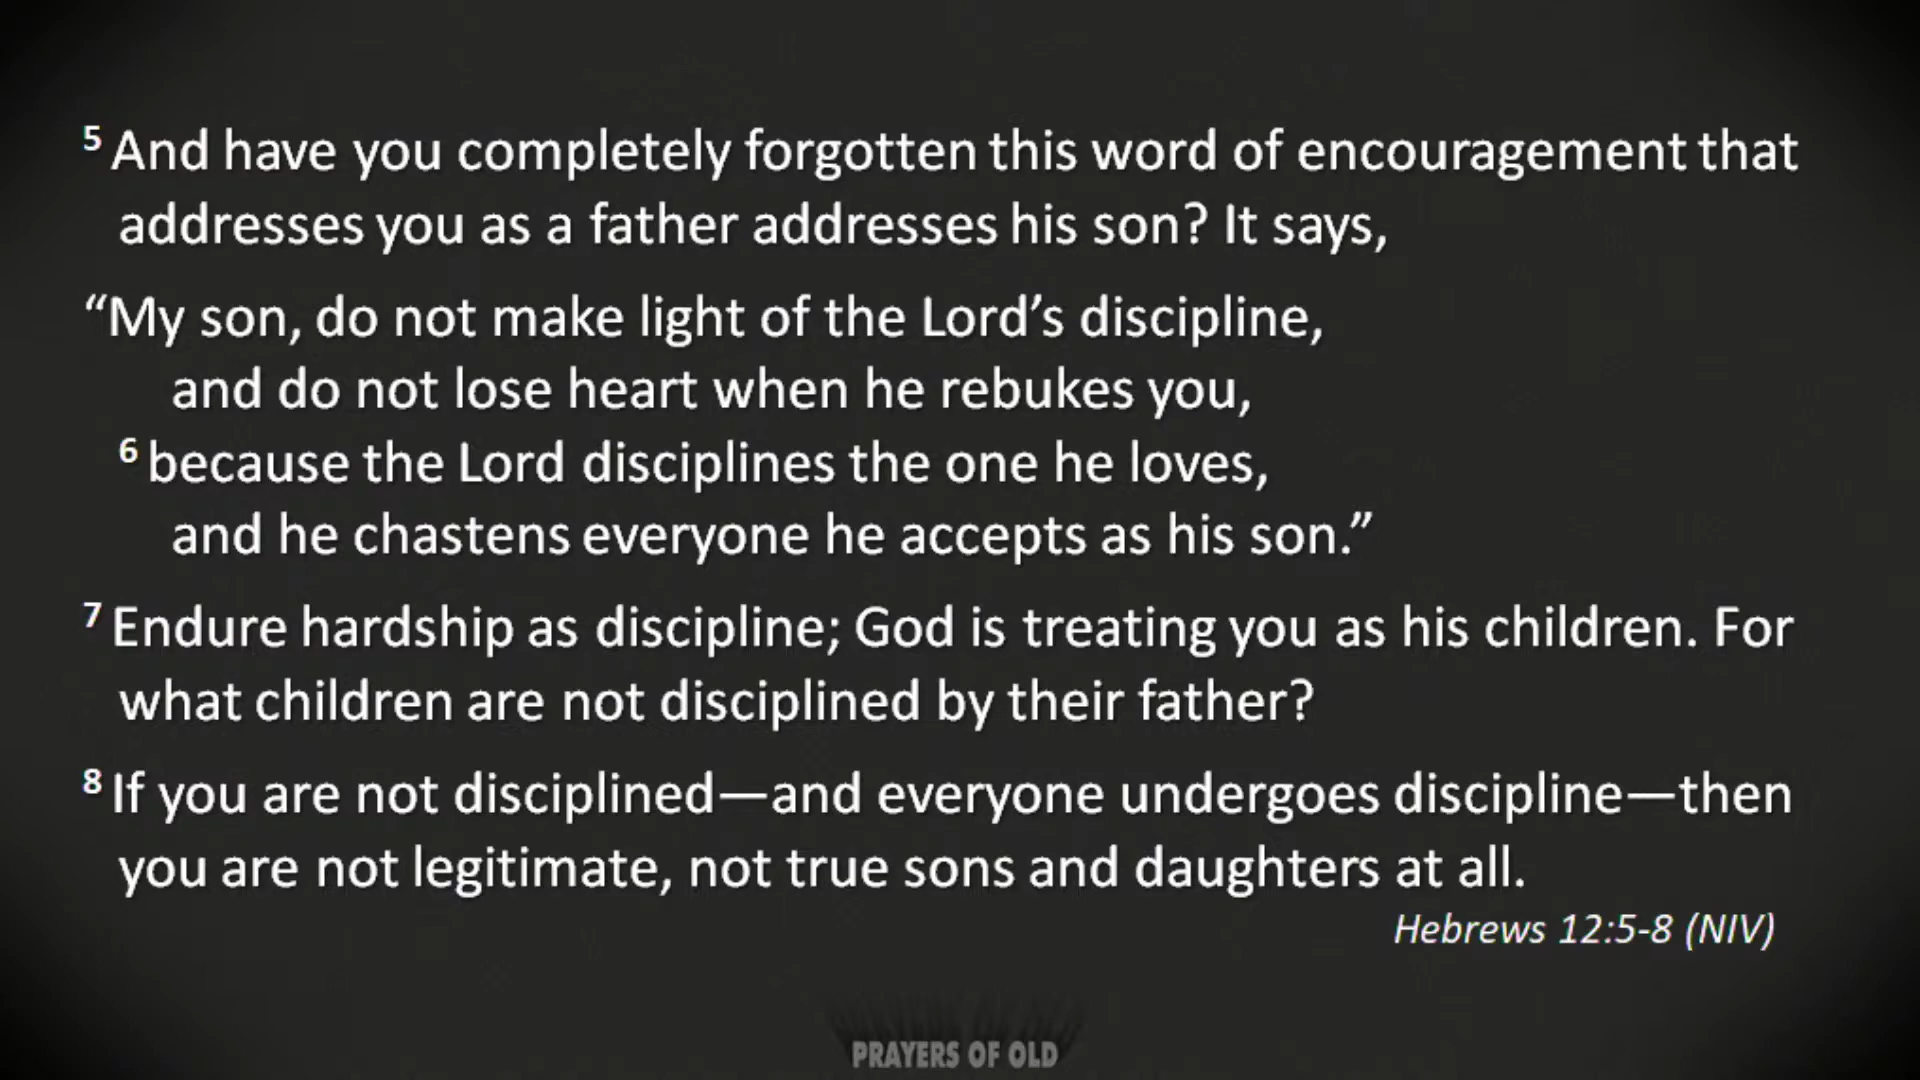 5 And have you completely forgotten this word of encouragement that
addresses you as a father addresses his son? It says,
“My son, do not make light of the Lord’s discipline,
and do not lose heart when he rebukes you,
6 because the Lord disciplines the one he loves,
and he chastens everyone he accepts as his son.”
7 Endure hardship as discipline; God is treating you as his children. For
what children are not disciplined by their father?
8 If you are not disciplined—and everyone undergoes discipline—then
you are not legitimate, not true sons and daughters at all.
Hebrews 12:5-8 (NIV)
PRAYERS OF OLD